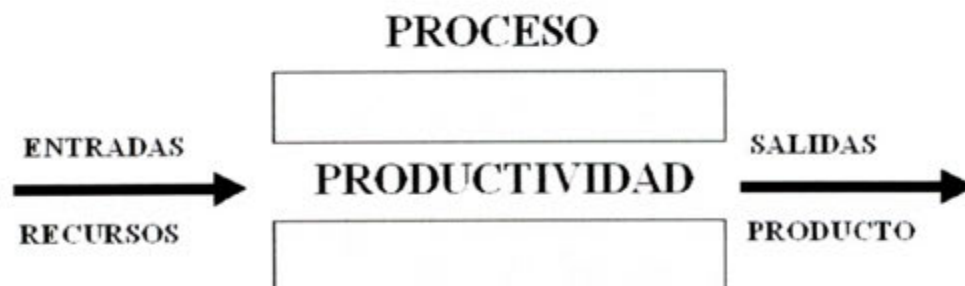 PROCESO
ENTRADAS
RECURSOS
PRODUCTIVIDAD
SALIDAS
PRODUCTO